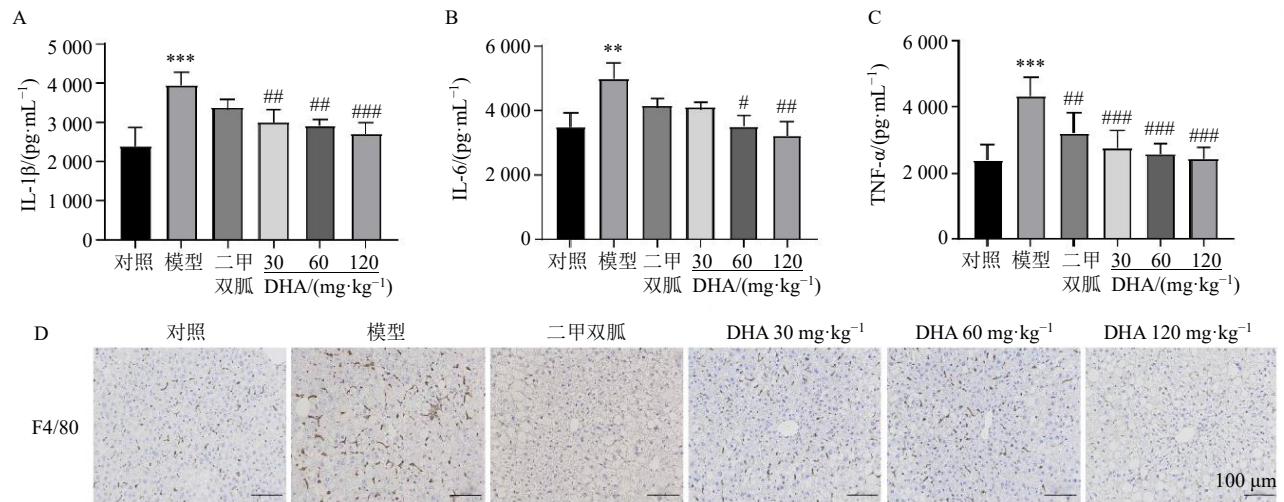 A
IL-1β/(pg·mL⁻¹)
5 000
4 000
3 000
2 000
1 000
0
***
##
##
###
对照 模型 二甲双胍 30 60 120
DHA/(mg·kg⁻¹)
B
IL-6/(pg·mL⁻¹)
6 000
4 000
2 000
0
**
#
##
对照 模型 二甲双胍 30 60 120
DHA/(mg·kg⁻¹)
C
TNF-α/(pg·mL⁻¹)
6 000
4 000
2 000
0
***
##
###
###
###
对照 模型 二甲双胍 30 60 120
DHA/(mg·kg⁻¹)
D 对照 模型 二甲双胍 DHA 30 mg·kg⁻¹ DHA 60 mg·kg⁻¹ DHA 120 mg·kg⁻¹
F4/80
100 μm